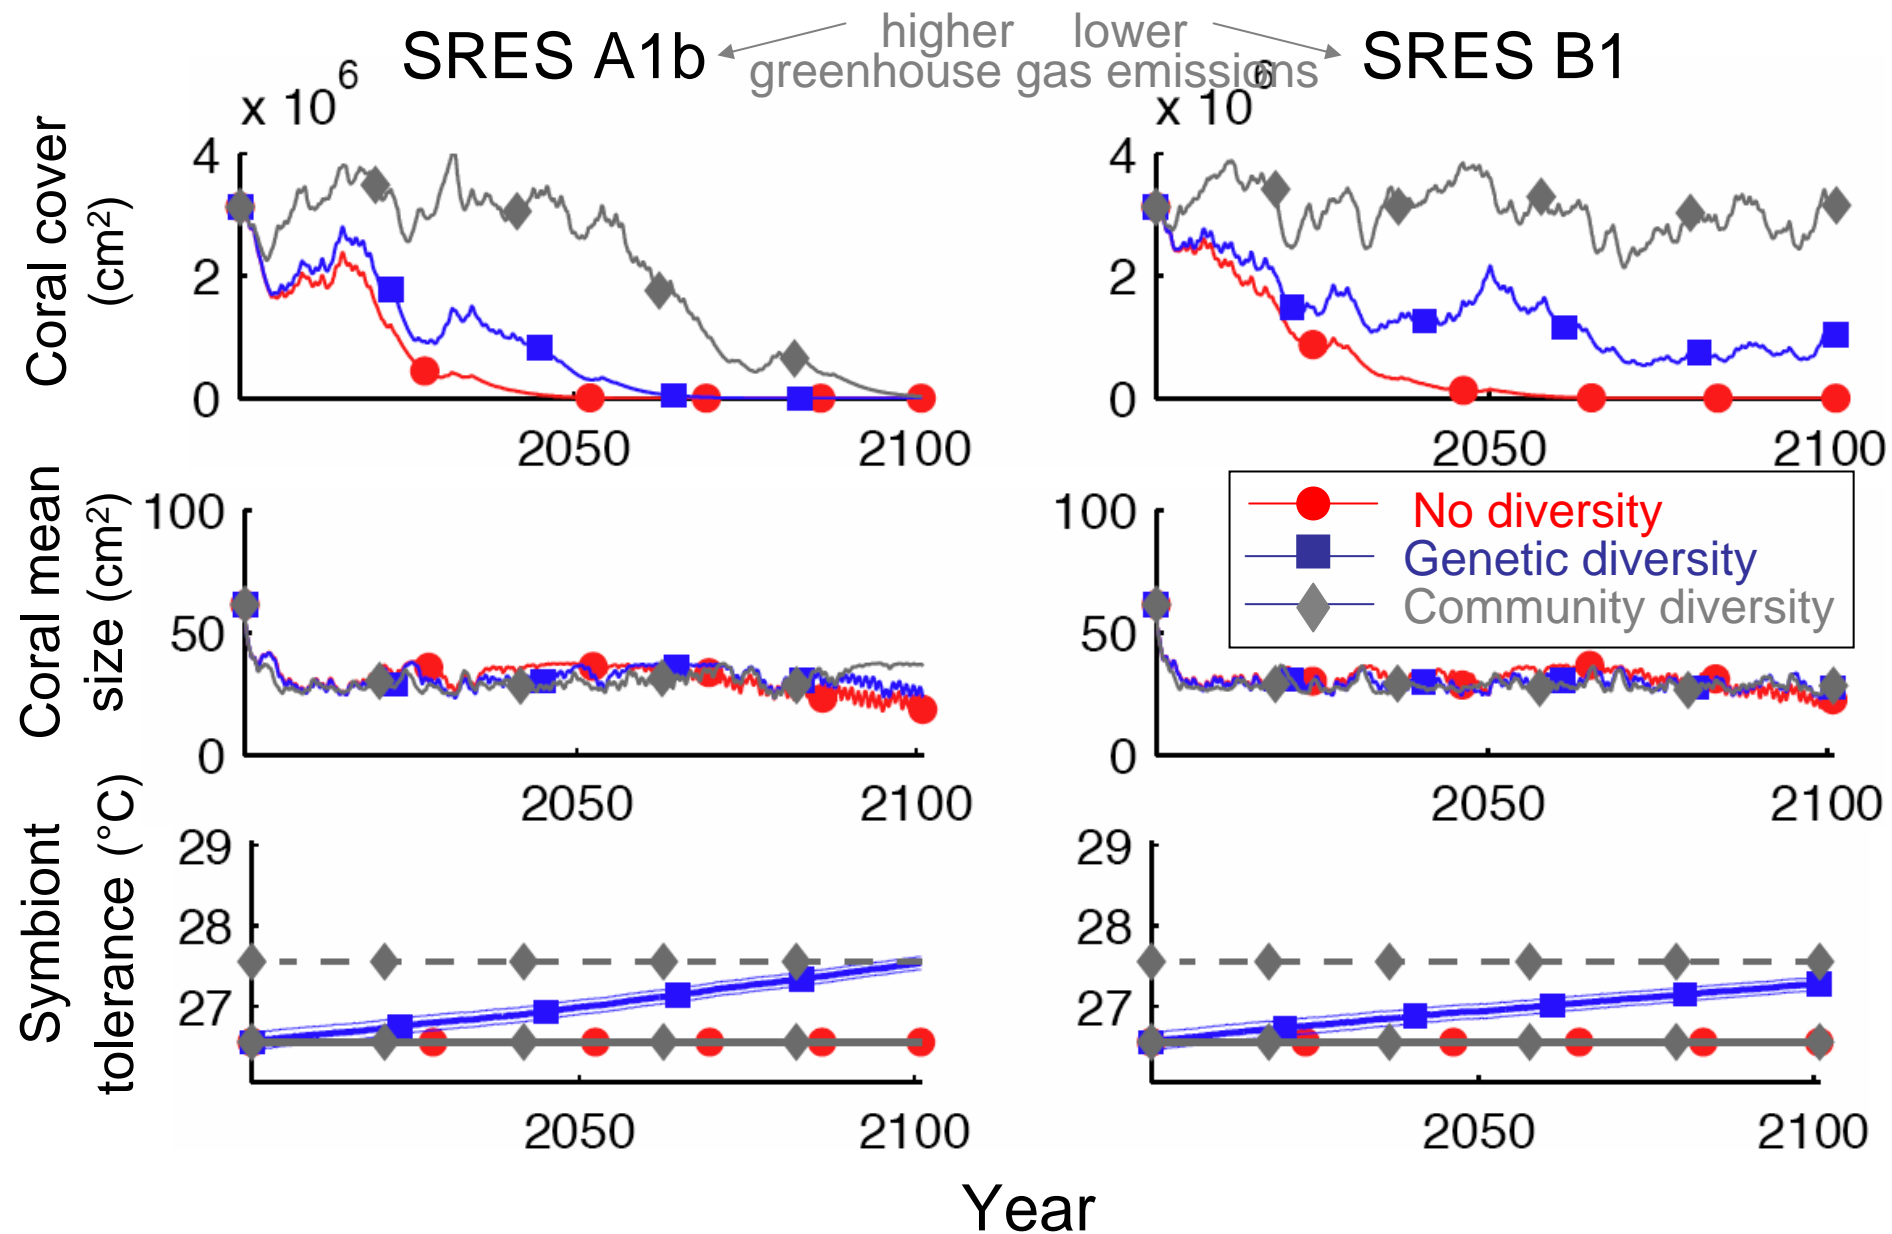 higher lower
SRES A1b greenhouse gas emissions SRES B1
x 10 6
x 10 6
Coral cover
(cm2)
4
2
0
2050 2100
4
2
0
2050 2100
Coral mean
size (cm2)
100
50
0
2050 2100
100
50
0
2050 2100
No diversity
Genetic diversity
Community diversity
Symbiont
tolerance (°C)
29
28
27
2050 2100
29
28
27
2050 2100
Year